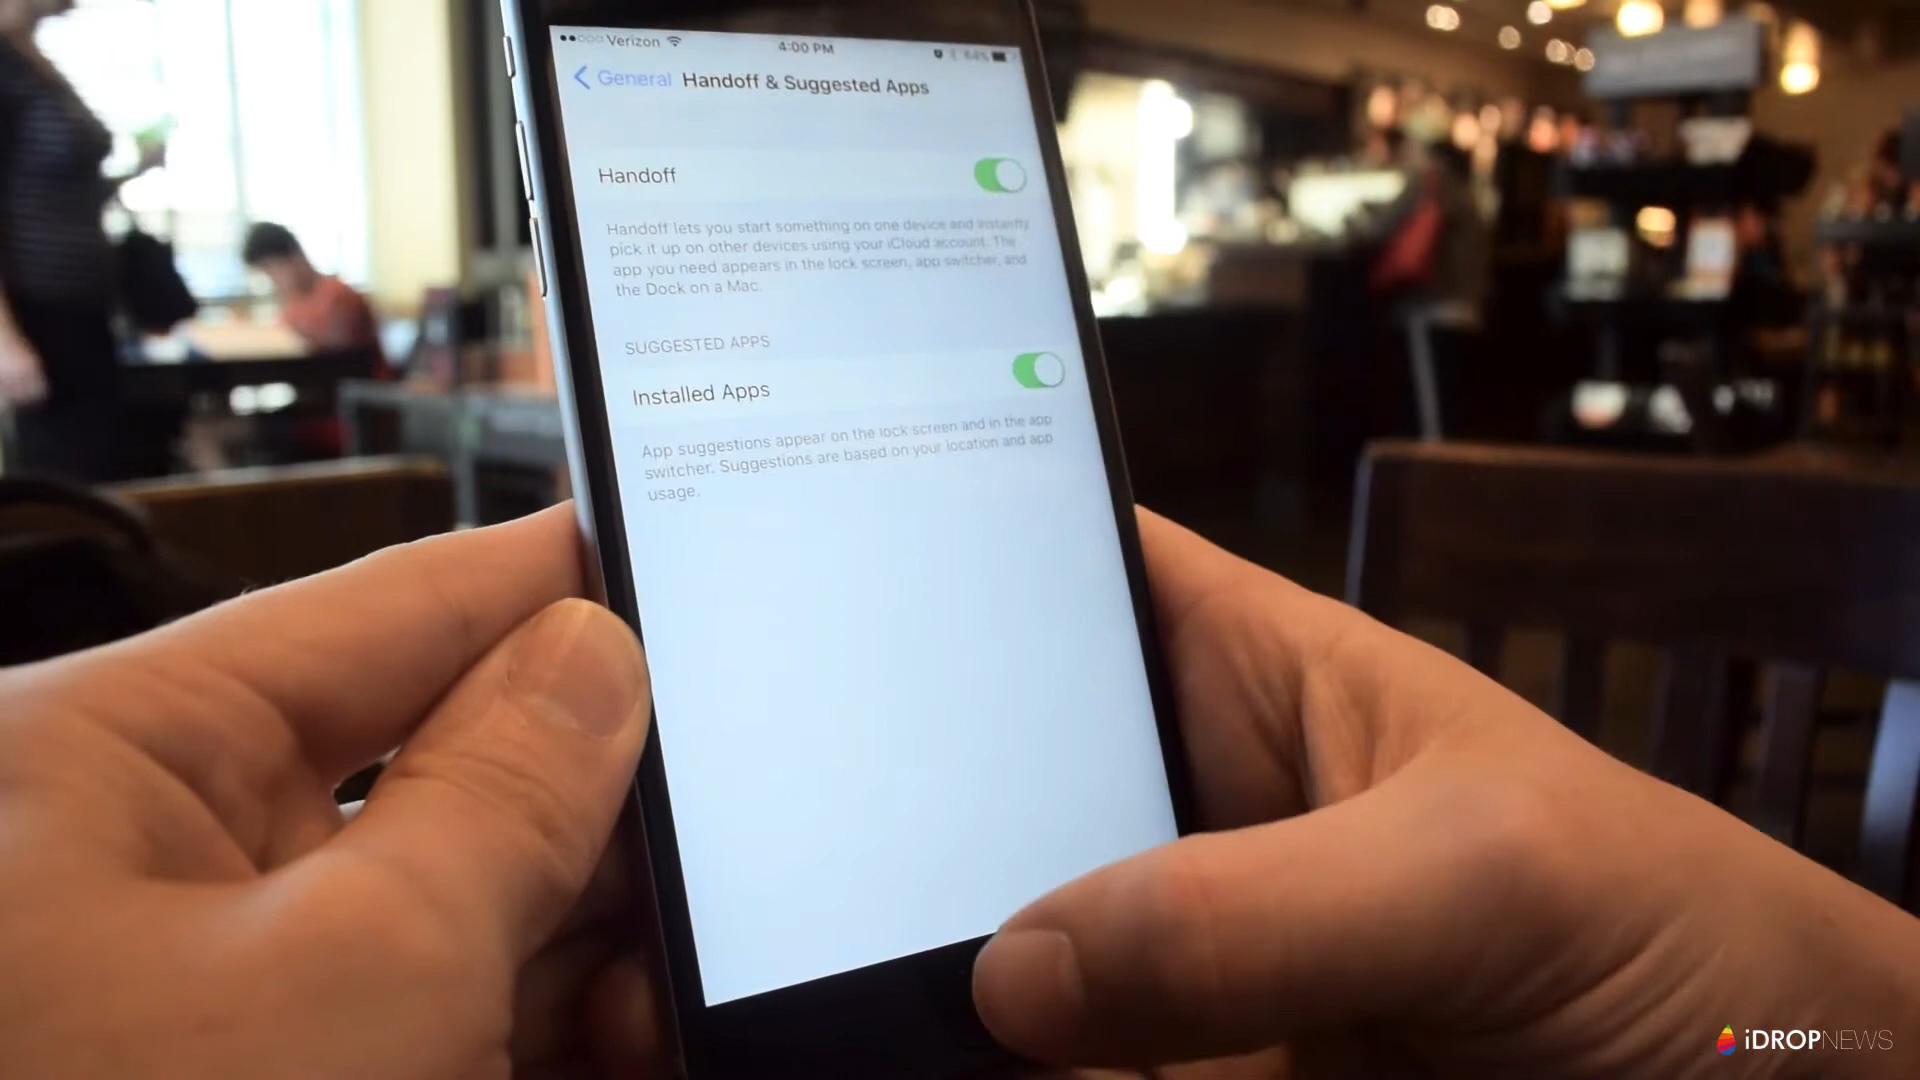 Verizon 4:00 PM 64%
General Handoff & Suggested Apps
Handoff
Handoff lets you start something on one device and instantly
pick it up on other devices using your iCloud account. The
app you need appears in the lock screen, app switcher, and
the Dock on a Mac.
SUGGESTED APPS
Installed Apps
App suggestions appear on the lock screen and in the app
switcher. Suggestions are based on your location and app
usage.
iDROPNEWS